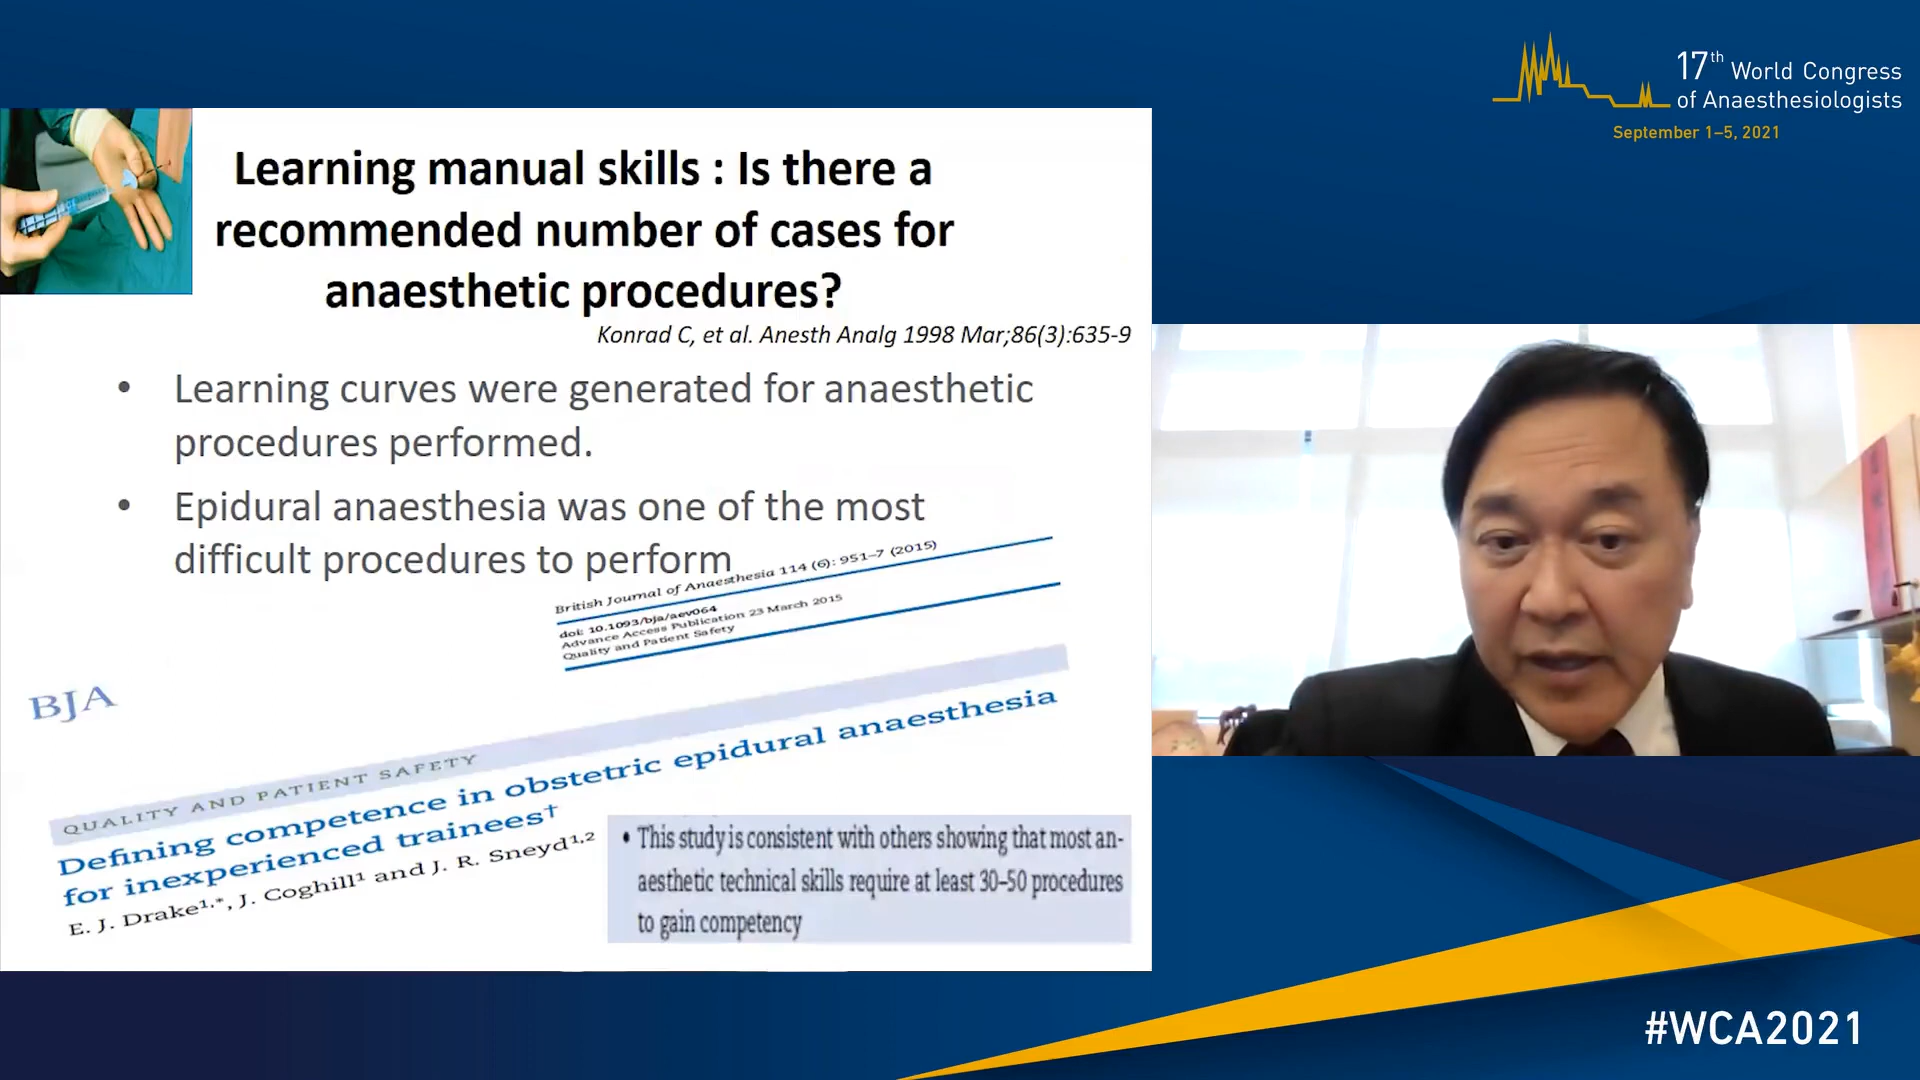 17th World Congress
of Anaesthesiologists
September 1–5, 2021
Learning manual skills : Is there a
recommended number of cases for
anaesthetic procedures?
Konrad C, et al. Anesth Analg 1998 Mar;86(3):635-9
• Learning curves were generated for anaesthetic
procedures performed.
• Epidural anaesthesia was one of the most
difficult procedures to perform
British Journal of Anaesthesia 114 (6): 951–7 (2015)
doi: 10.1093/bja/aev064
Advance Access Publication 23 March 2015
Quality and Patient Safety
BJA
QUALITY AND PATIENT SAFETY
Defining competence in obstetric epidural anaesthesia
for inexperienced trainees†
E. J. Drake1,*, J. Coghill1 and J. R. Sneyd1,2
• This study is consistent with others showing that most an-
aesthetic technical skills require at least 30–50 procedures
to gain competency
#WCA2021